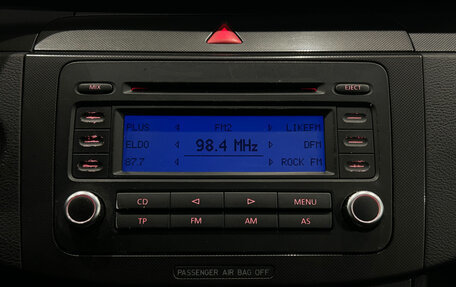 MIX EJECT
PLUS FM2 LIKEFM
ELDO 98.4 MHz DFM
87.7 ROCK FM
CD MENU
TP FM AM AS
PASSENGER AIR BAG OFF